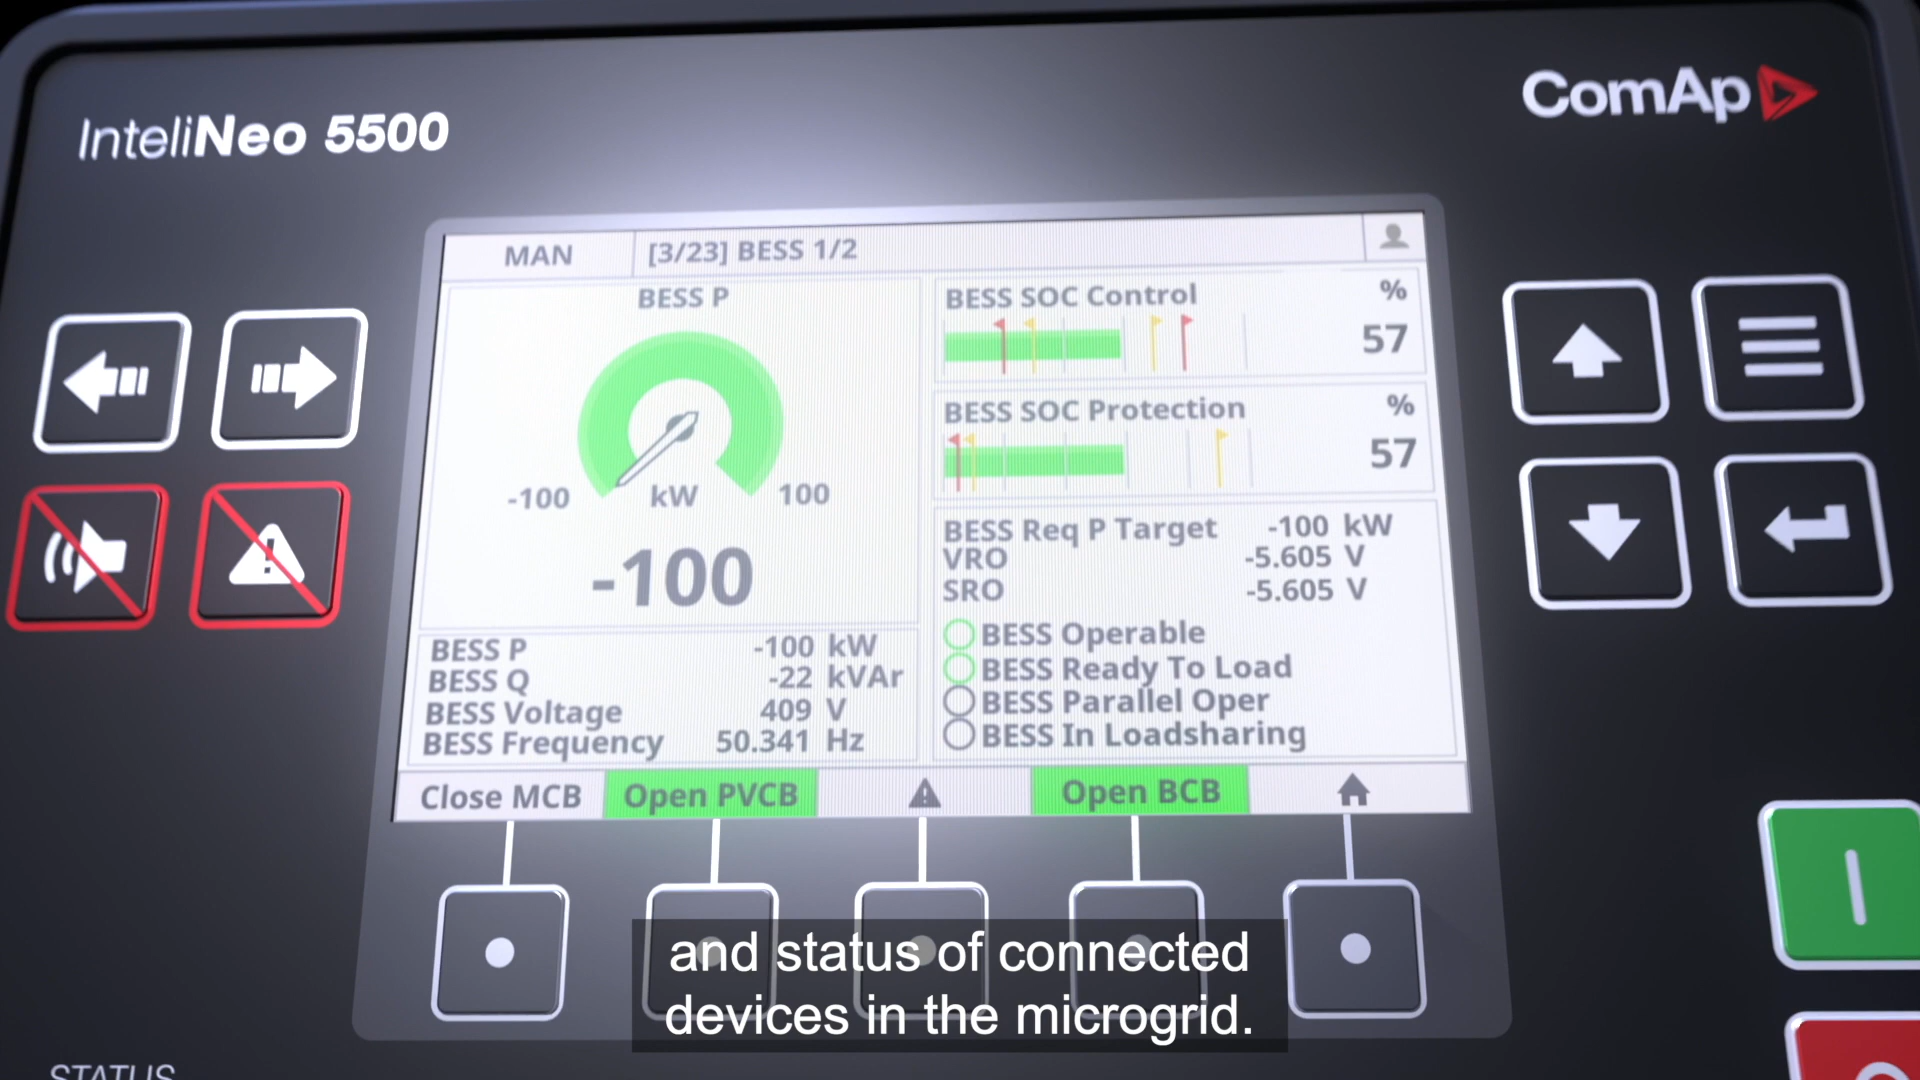 InteliNeo 5500
ComAp
MAN
[3/23] BESS 1/2
BESS P
-100 kW 100
-100
BESS P -100 kW
BESS Q -22 kVAr
BESS Voltage 409 V
BESS Frequency 50.341 Hz
BESS SOC Control %
57
BESS SOC Protection %
57
BESS Req P Target -100 kW
VRO -5.605 V
SRO -5.605 V
BESS Operable
BESS Ready To Load
BESS Parallel Oper
BESS In Loadsharing
Close MCB
Open PVCB
Open BCB
and status of connected
devices in the microgrid.
STATUS